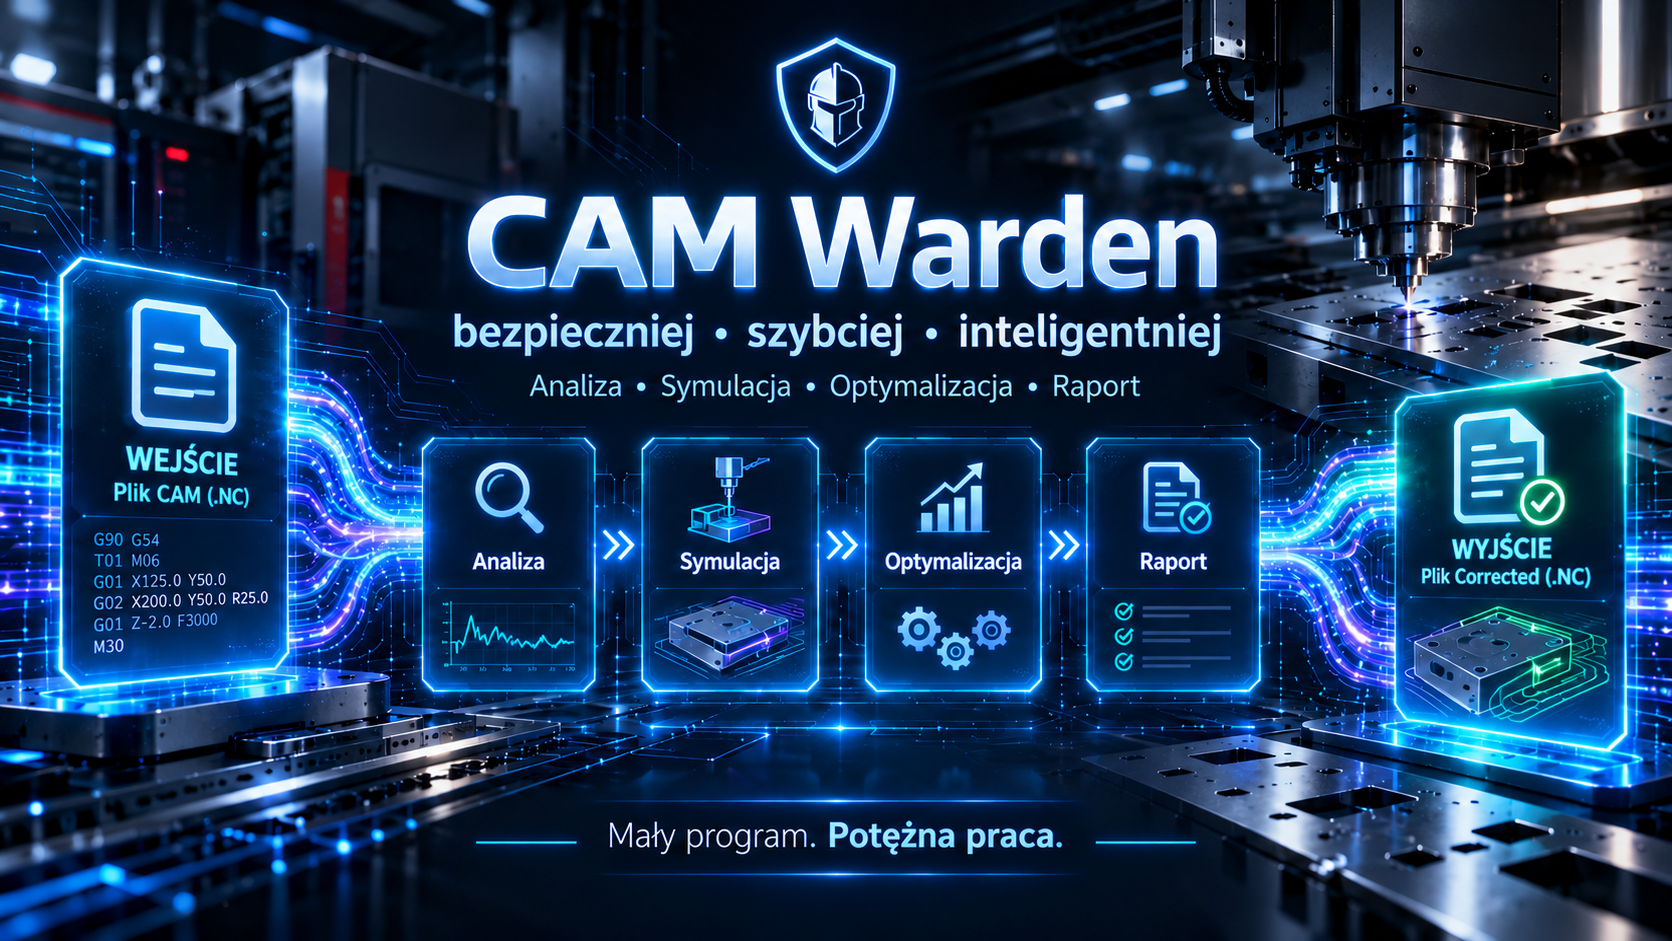 CAM Warden
bezpieczniej • szybciej • inteligentniej
Analiza • Symulacja • Optymalizacja • Raport
WEJŚCIE
Plik CAM (.NC)
G90 G54
T01 M06
G01 X125.0 Y50.0
G02 X200.0 Y50.0 R25.0
G01 Z-2.0 F3000
M30
Analiza
Symulacja
Optymalizacja
Raport
WYJŚCIE
Plik Corrected (.NC)
Mały program. Potężna praca.